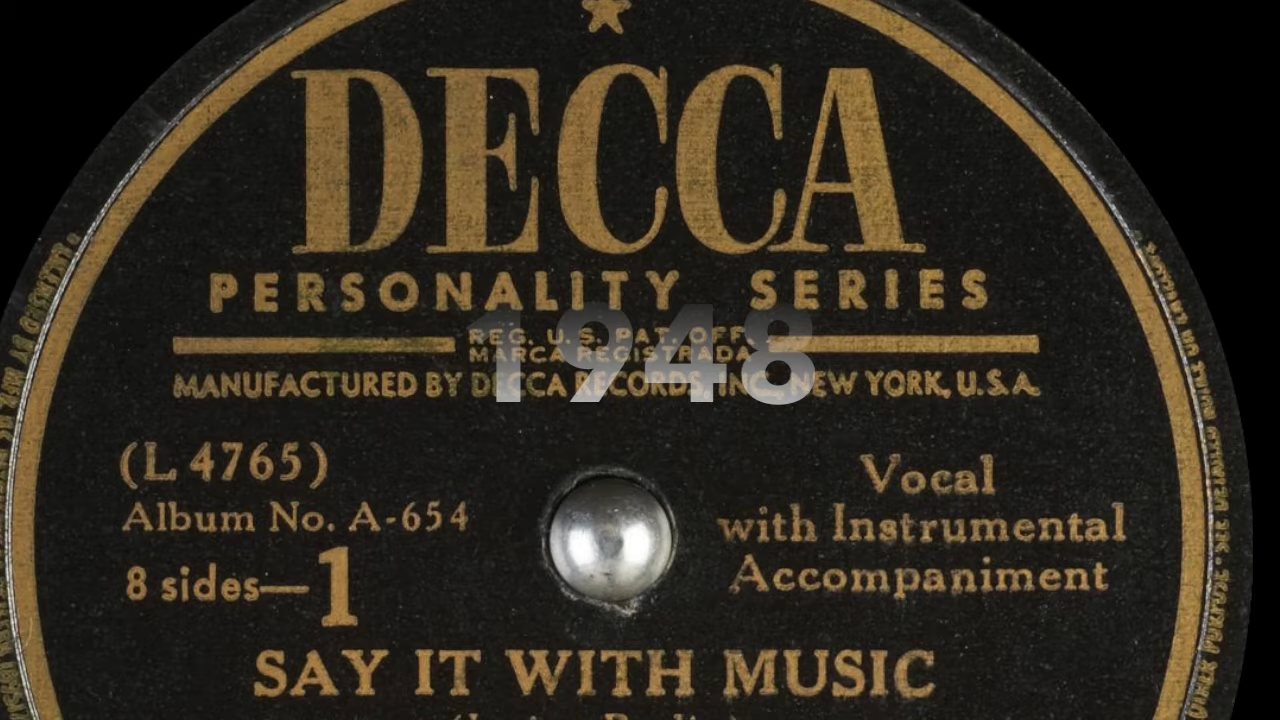 DECCA
PERSONALITY SERIES
REG. U. S. PAT. OFF.
MARCA REGISTRADA
1948
MANUFACTURED BY DECCA RECORDS, INC., NEW YORK, U.S.A.
(L 4765)
Album No. A-654
8 sides—1
Vocal
with Instrumental
Accompaniment
SAY IT WITH MUSIC